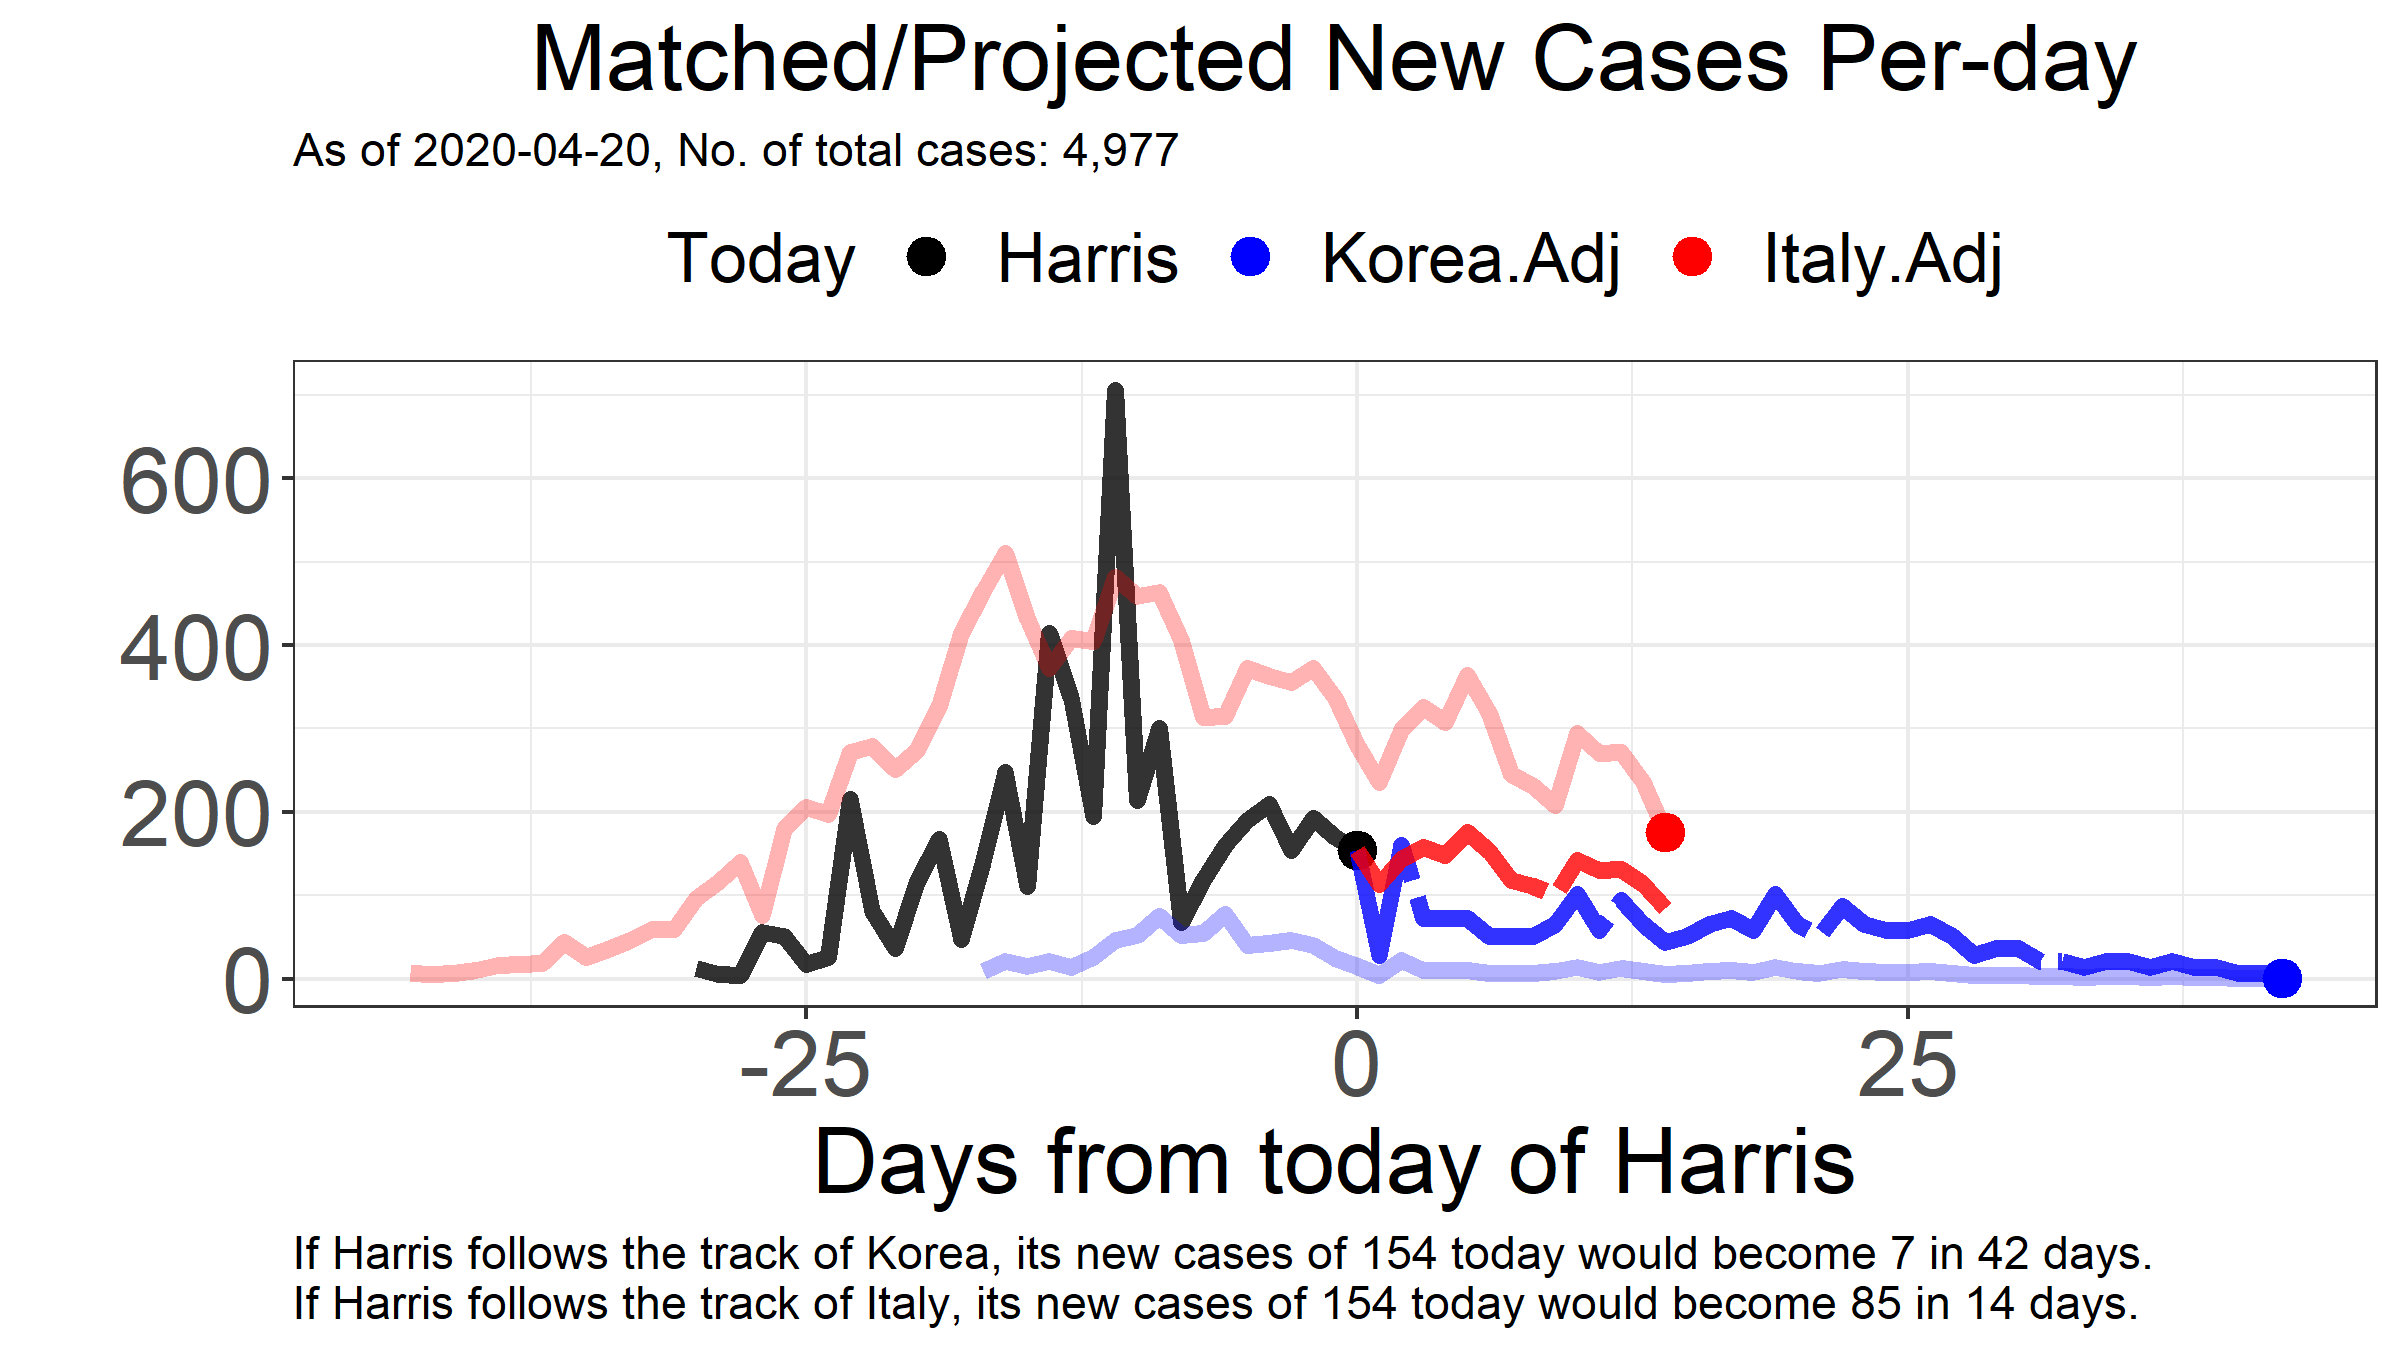 Matched/Projected New Cases Per-day
As of 2020-04-20, No. of total cases: 4,977
Today Harris Korea.Adj Italy.Adj
600
400
200
0
-25 0 25
Days from today of Harris
If Harris follows the track of Korea, its new cases of 154 today would become 7 in 42 days.
If Harris follows the track of Italy, its new cases of 154 today would become 85 in 14 days.